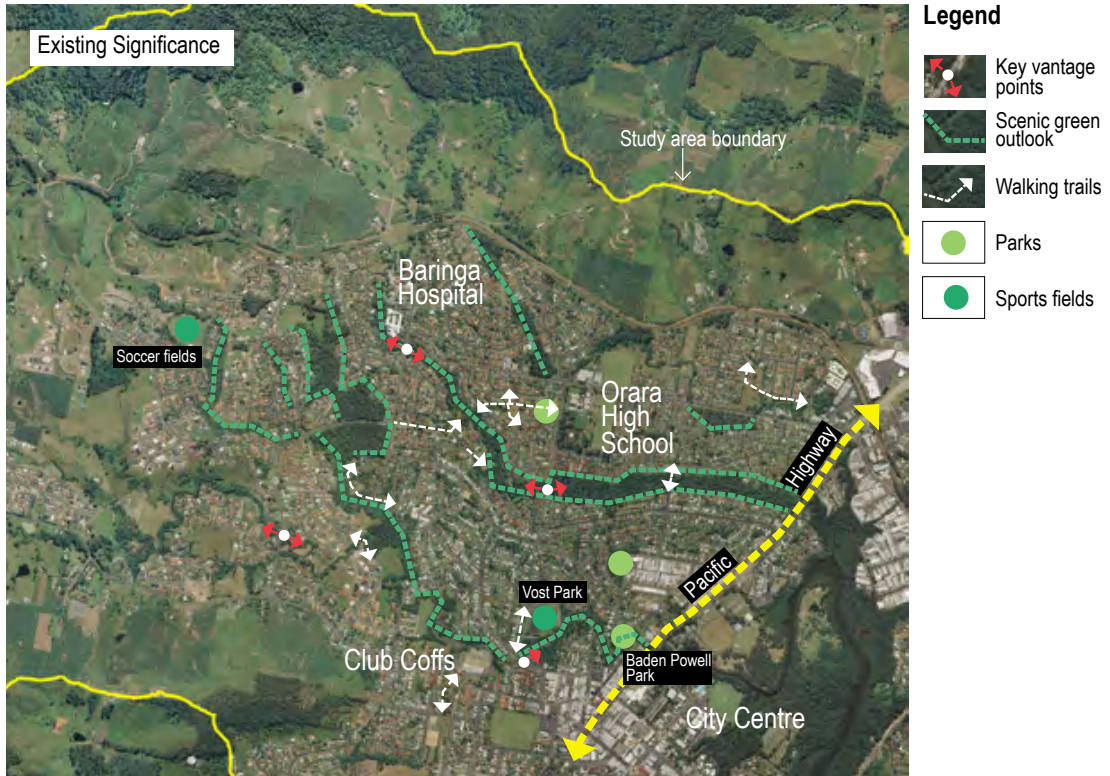 Existing Significance
Study area boundary
Baringa
Hospital
Soccer fields
Orara
High
School
Highway
Pacific
Vost Park
Club Coffs
Baden Powell
Park
City Centre
Legend
Key vantage
points
Scenic green
outlook
Walking trails
Parks
Sports fields